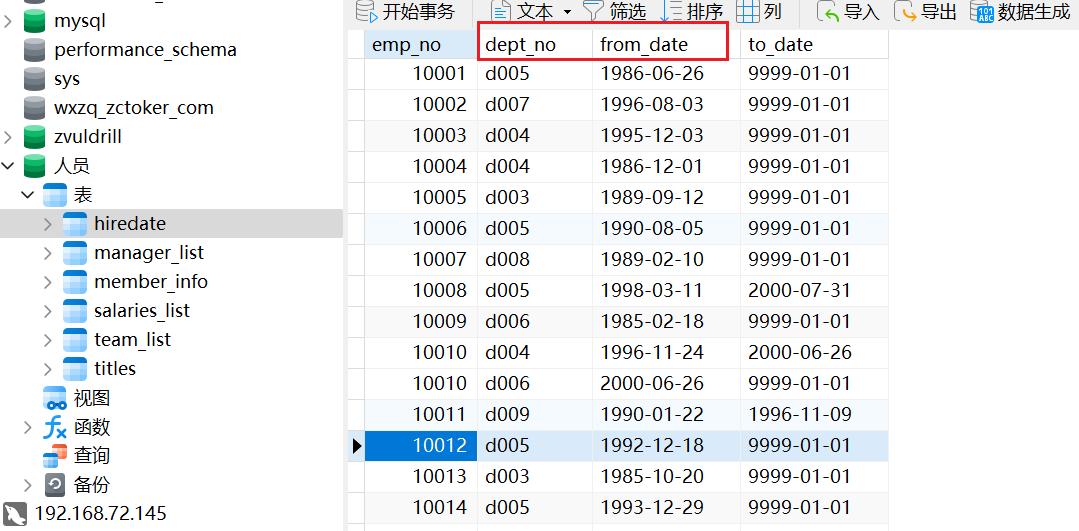 mysql
performance_schema
sys
wxzq_zctoker_com
zvuldrill
人员
表
hiredate
manager_list
member_info
salaries_list
team_list
titles
视图
函数
查询
备份
192.168.72.145
开始事务 文本 筛选 排序 列 导入 导出 数据生成
emp_no dept_no from_date to_date
10001 d005 1986-06-26 9999-01-01
10002 d007 1996-08-03 9999-01-01
10003 d004 1995-12-03 9999-01-01
10004 d004 1986-12-01 9999-01-01
10005 d003 1989-09-12 9999-01-01
10006 d005 1990-08-05 9999-01-01
10007 d008 1989-02-10 9999-01-01
10008 d005 1998-03-11 2000-07-31
10009 d006 1985-02-18 9999-01-01
10010 d004 1996-11-24 2000-06-26
10010 d006 2000-06-26 9999-01-01
10011 d009 1990-01-22 1996-11-09
10012 d005 1992-12-18 9999-01-01
10013 d003 1985-10-20 9999-01-01
10014 d005 1993-12-29 9999-01-01